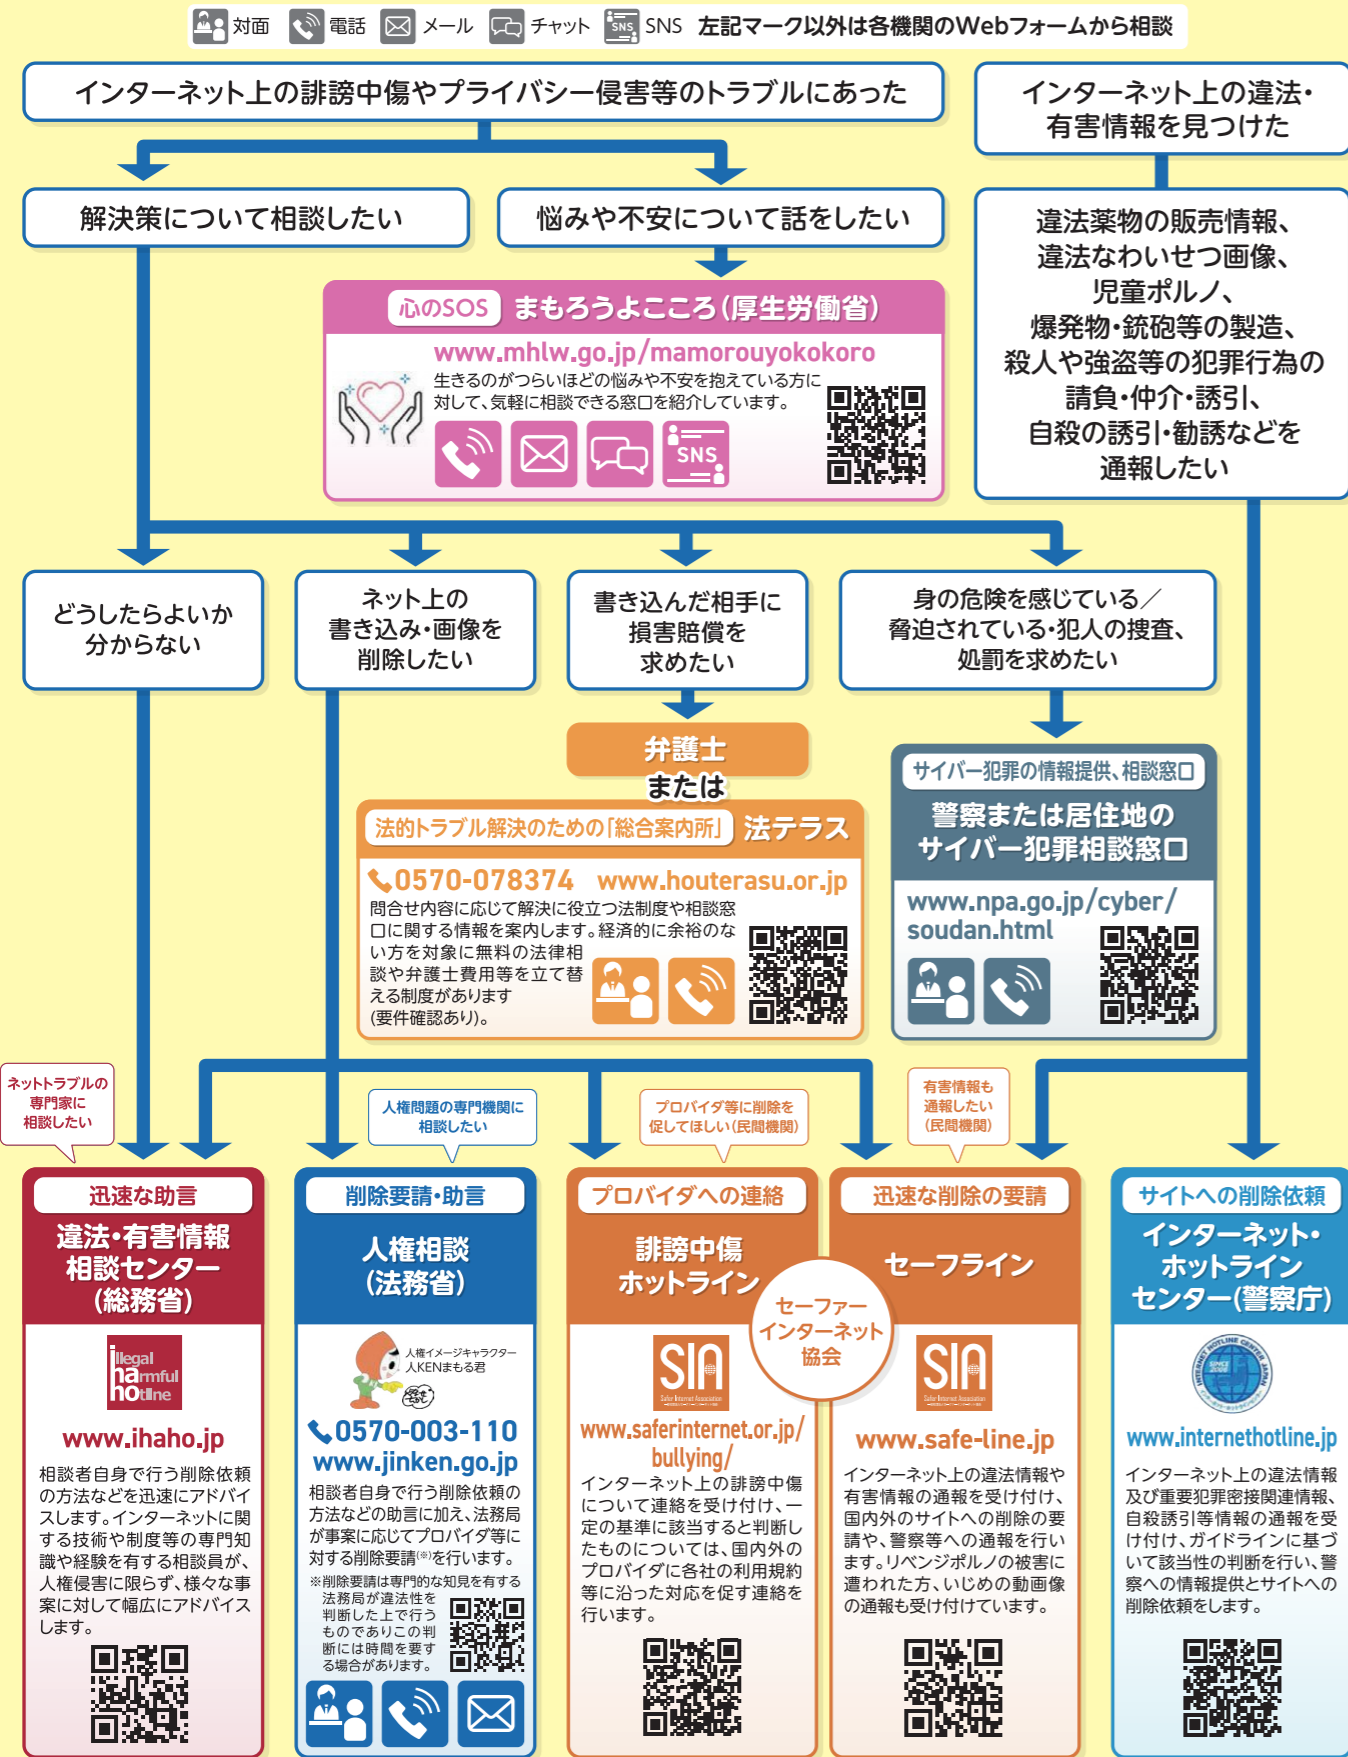 対面 電話 メール チャット SNS SNS 左記マーク以外は各機関のWebフォームから相談
インターネット上の誹謗中傷やプライバシー侵害等のトラブルにあった
インターネット上の違法・
有害情報を見つけた
解決策について相談したい
悩みや不安について話をしたい
違法薬物の販売情報、
違法なわいせつ画像、
児童ポルノ、
爆発物・銃砲等の製造、
殺人や強盗等の犯罪行為の
請負・仲介・誘引、
自殺の誘引・勧誘などを
通報したい
心のSOS まもろうよこころ(厚生労働省)
www.mhlw.go.jp/mamorouyokokoro
生きるのがつらいほどの悩みや不安を抱えている方に
対して、気軽に相談できる窓口を紹介しています。
SNS
どうしたらよいか
分からない
ネット上の
書き込み・画像を
削除したい
書き込んだ相手に
損害賠償を
求めたい
身の危険を感じている／
脅迫されている・犯人の捜査、
処罰を求めたい
弁護士
または
法的トラブル解決のための「総合案内所」 法テラス
0570-078374 www.houterasu.or.jp
問合せ内容に応じて解決に役立つ法制度や相談窓
口に関する情報を案内します。経済的に余裕のな
い方を対象に無料の法律相
談や弁護士費用等を立て替
える制度があります
(要件確認あり)。
サイバー犯罪の情報提供、相談窓口
警察または居住地の
サイバー犯罪相談窓口
www.npa.go.jp/cyber/
soudan.html
ネットトラブルの
専門家に
相談したい
人権問題の専門機関に
相談したい
プロバイダ等に削除を
促してほしい(民間機関)
有害情報も
通報したい
(民間機関)
迅速な助言
違法・有害情報
相談センター
(総務省)
Illegal
harmful
hotline
www.ihaho.jp
相談者自身で行う削除依頼
の方法などを迅速にアドバイ
スします。インターネットに関
する技術や制度等の専門知
識や経験を有する相談員が、
人権侵害に限らず、様々な事
案に対して幅広にアドバイス
します。
削除要請・助言
人権相談
(法務省)
人権イメージキャラクター
人KENまもる君
0570-003-110
www.jinken.go.jp
相談者自身で行う削除依頼の
方法などの助言に加え、法務局
が事案に応じてプロバイダ等に
対する削除要請(※)を行います。
※削除要請は専門的な知見を有する
法務局が違法性を
判断した上で行う
ものでありこの判
断には時間を要す
る場合があります。
プロバイダへの連絡
誹謗中傷
ホットライン
セーファー
インターネット
協会
SIA
Safer Internet Association
www.saferinternet.or.jp/
bullying/
インターネット上の誹謗中傷
について連絡を受け付け、一
定の基準に該当すると判断し
たものについては、国内外の
プロバイダに各社の利用規約
等に沿った対応を促す連絡を
行います。
迅速な削除の要請
セーフライン
SIA
Safer Internet Association
www.safe-line.jp
インターネット上の違法情報や
有害情報の通報を受け付け、
国内外のサイトへの削除の要
請や、警察等への通報を行い
ます。リベンジポルノの被害に
遭われた方、いじめの動画像
の通報も受け付けています。
サイトへの削除依頼
インターネット・
ホットライン
センター(警察庁)
INTERNET HOTLINE CENTER JAPAN
SINCE
2006
インターネット・ホットラインセンター
www.internethotline.jp
インターネット上の違法情報
及び重要犯罪密接関連情報、
自殺誘引等情報の通報を受
け付け、ガイドラインに基づ
いて該当性の判断を行い、警
察への情報提供とサイトへの
削除依頼をします。